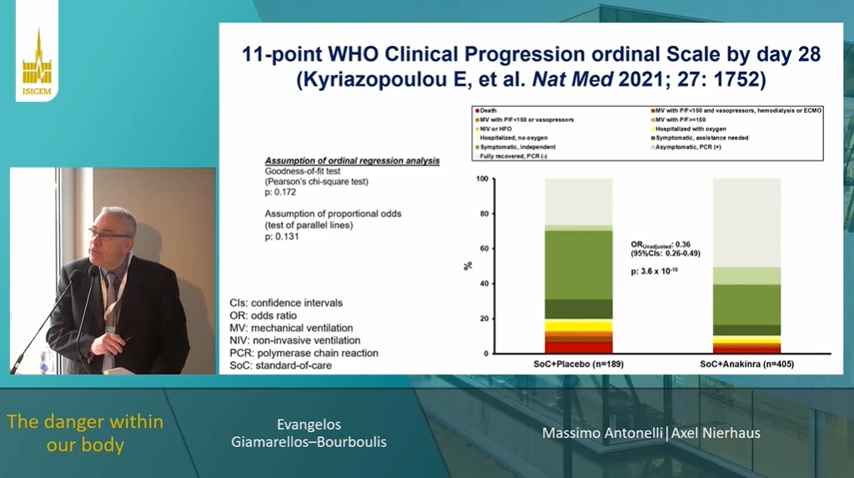 ISICEM
11-point WHO Clinical Progression ordinal Scale by day 28
(Kyriazopoulou E, et al. Nat Med 2021; 27: 1752)
Death
MV with P/F<150 and vasopressors, hemodialysis or ECMO
MV with P/F<150 or vasopressors
MV with P/F>=150
NIV or HFO
Hospitalized with oxygen
Hospitalized, no oxygen
Symptomatic, assistance needed
Symptomatic, independent
Asymptomatic, PCR (+)
Fully recovered, PCR (-)
Assumption of ordinal regression analysis
Goodness-of-fit test
(Pearson's chi-square test)
p: 0.172
Assumption of proportional odds
(test of parallel lines)
p: 0.131
CIs: confidence intervals
OR: odds ratio
MV: mechanical ventilation
NIV: non-invasive ventilation
PCR: polymerase chain reaction
SoC: standard-of-care
100
80
60
40
20
0
%
ORUnadjusted: 0.36
(95%CIs: 0.26-0.49)
p: 3.6 x 10-10
SoC+Placebo (n=189)
SoC+Anakinra (n=405)
The danger within
our body
Evangelos
Giamarellos–Bourboulis
Massimo Antonelli|Axel Nierhaus